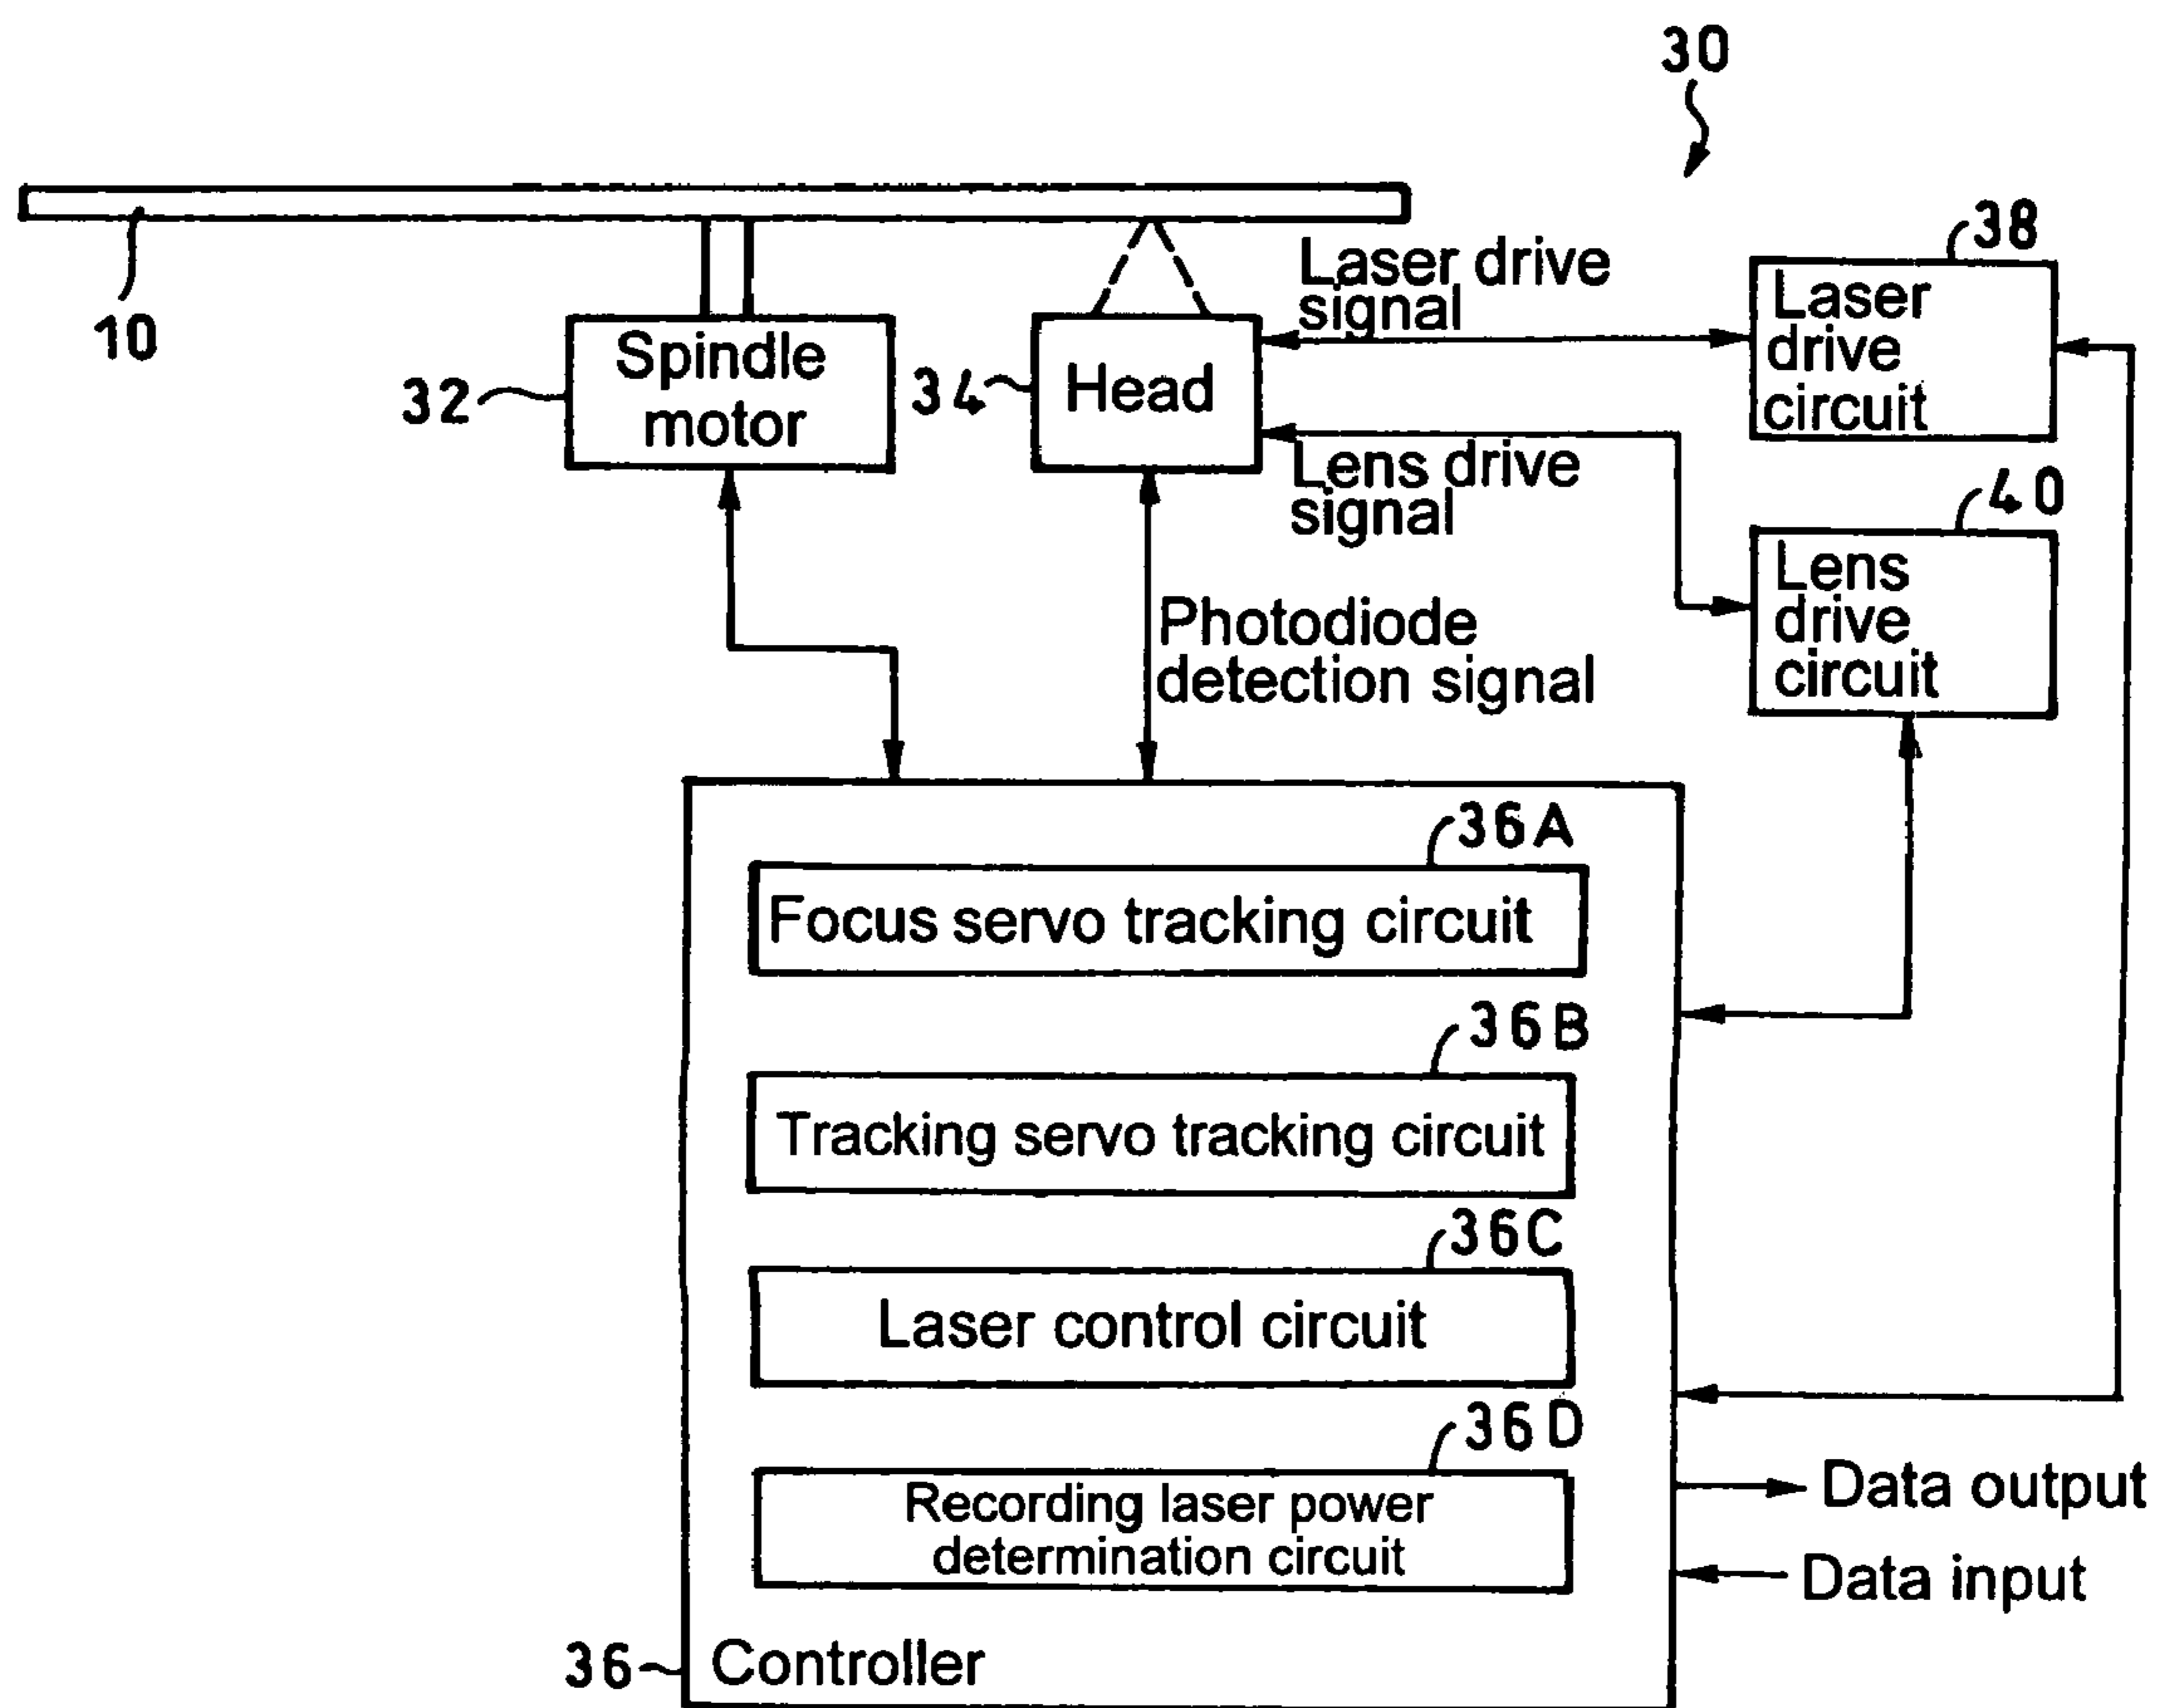 30
38
Laser drive
signal
Laser
drive
circuit
10
Spindle
motor
32
34
Head
Lens drive
signal
40
Lens
drive
circuit
Photodiode
detection signal
36A
Focus servo tracking circuit
36B
Tracking servo tracking circuit
36C
Laser control circuit
36D
Recording laser power
determination circuit
Data output
Data input
36
Controller